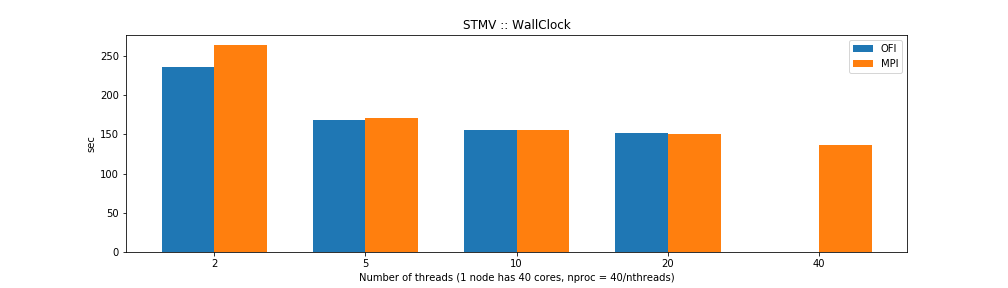 STMV :: WallClock
OFI
MPI
250
200
150
100
50
0
sec
2 5 10 20 40
Number of threads (1 node has 40 cores, nproc = 40/nthreads)